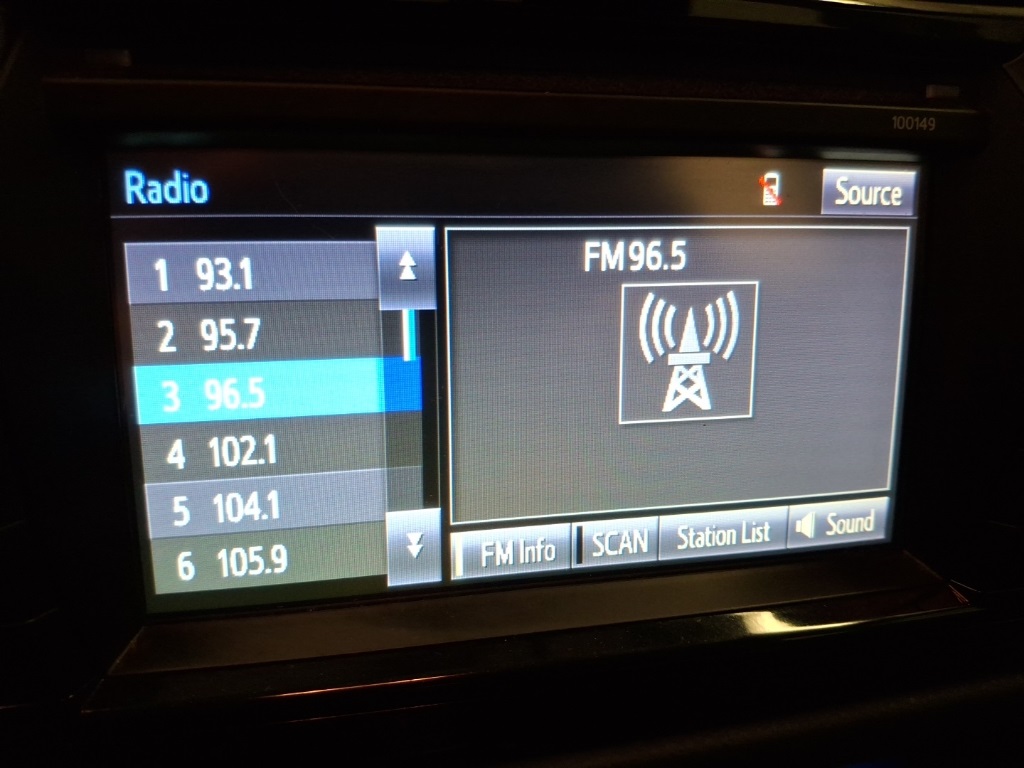 100149
Radio
Source
1 93.1
2 95.7
3 96.5
4 102.1
5 104.1
6 105.9
FM 96.5
FM Info
SCAN
Station List
Sound